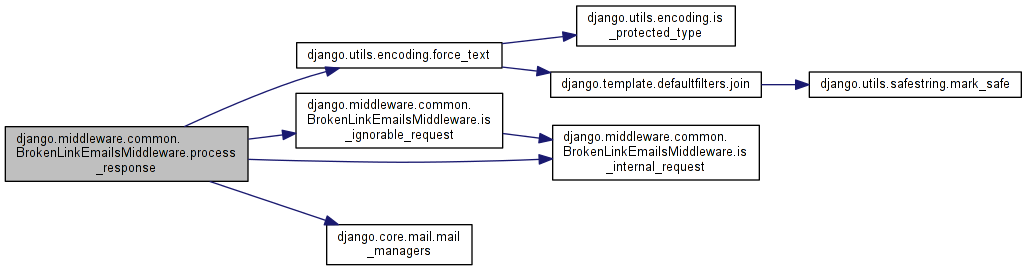 django.utils.encoding.is
_protected_type
django.utils.encoding.force_text
django.template.defaultfilters.join
django.utils.safestring.mark_safe
django.middleware.common.
BrokenLinkEmailsMiddleware.is
_ignorable_request
django.middleware.common.
BrokenLinkEmailsMiddleware.process
_response
django.middleware.common.
BrokenLinkEmailsMiddleware.is
_internal_request
django.core.mail.mail
_managers